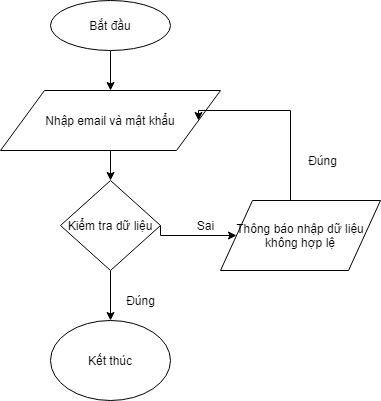 Bắt đầu
Nhập email và mật khẩu
Đúng
Kiểm tra dữ liệu
Sai
Thông báo nhập dữ liệu
không hợp lệ
Đúng
Kết thúc